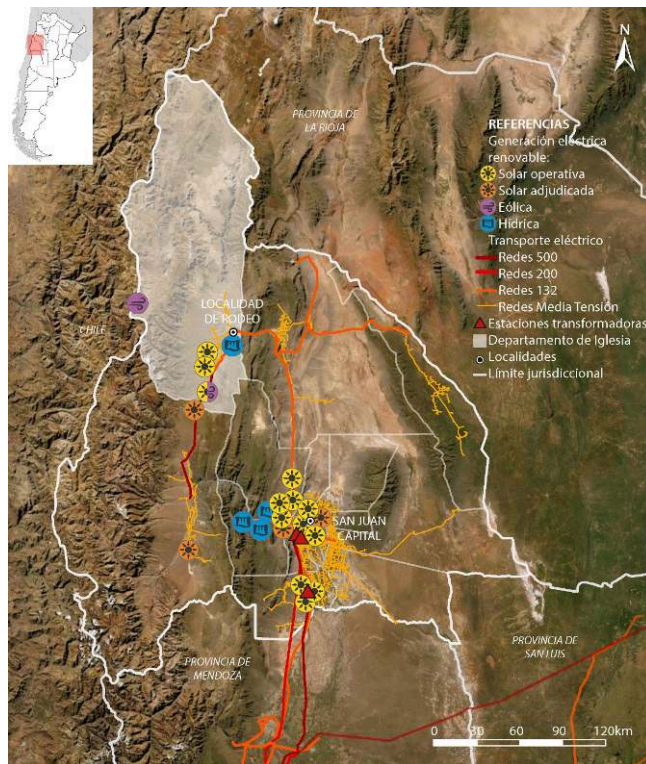 N
PROVINCIA DE
LA RIOJA
REFERENCIAS
Generación eléctrica
renovable:
Solar operativa
Solar adjudicada
Eólica
Hídrica
Transporte eléctrico
Redes 500
Redes 200
Redes 132
Redes Media Tensión
Estaciones transformadoras
Departamento de Iglesia
Localidades
Límite jurisdiccional
LOCALIDAD
DE RODEO
CHILE
SAN JUAN
CAPITAL
PROVINCIA DE
MENDOZA
PROVINCIA DE
SAN LUIS
0 30 60 90 120km